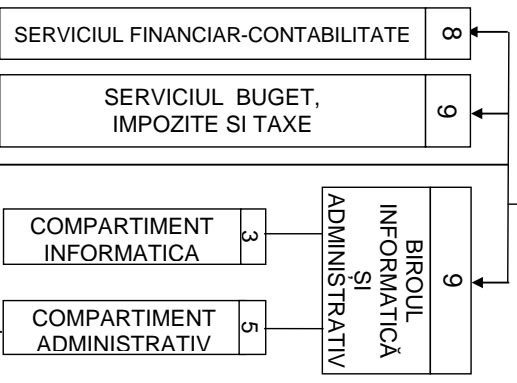 SERVICIUL FINANCIAR-CONTABILITATE
8
SERVICIUL BUGET,
IMPOZITE SI TAXE
9
BIROUL
INFORMATICĂ
ȘI
ADMINISTRATIV
9
COMPARTIMENT
INFORMATICA
3
COMPARTIMENT
ADMINISTRATIV
5